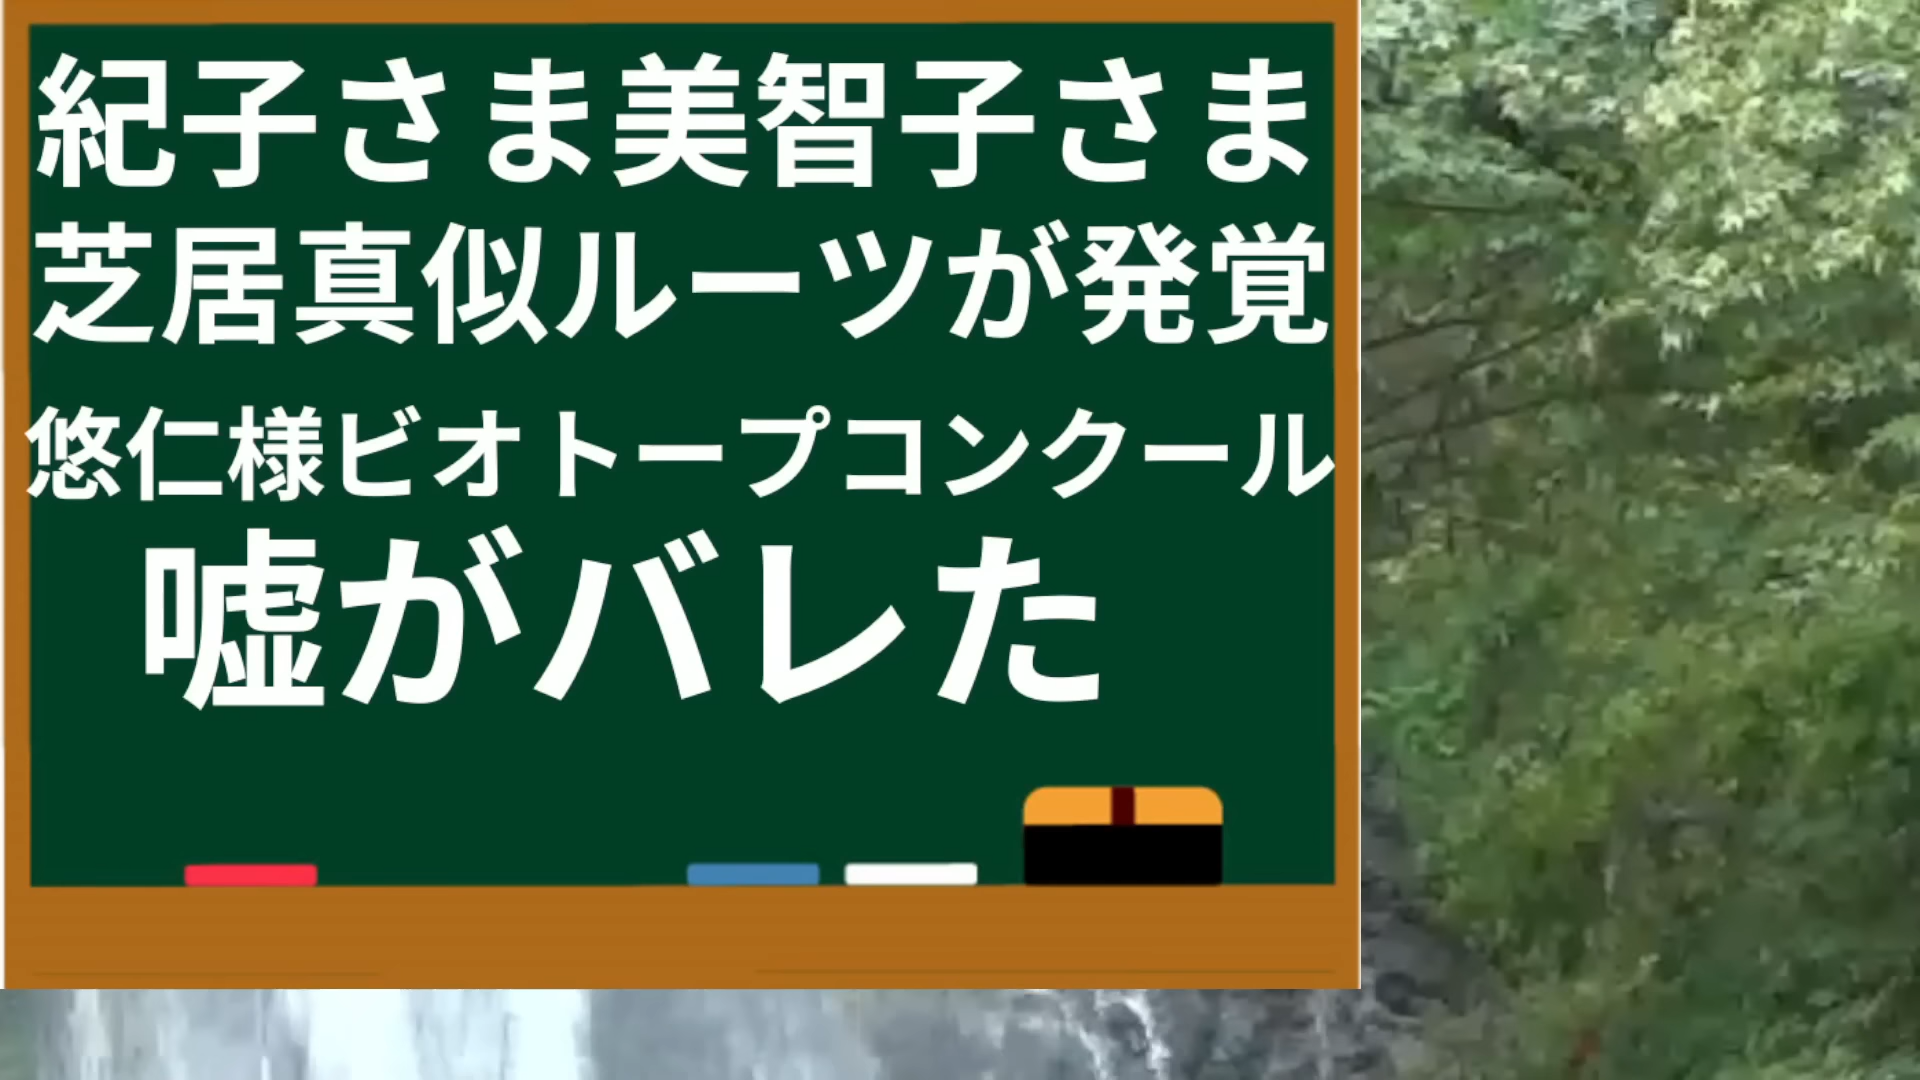 紀子さま美智子さま
芝居真似ルーツが発覚
悠仁様ビオトープコンクール
嘘がバレた